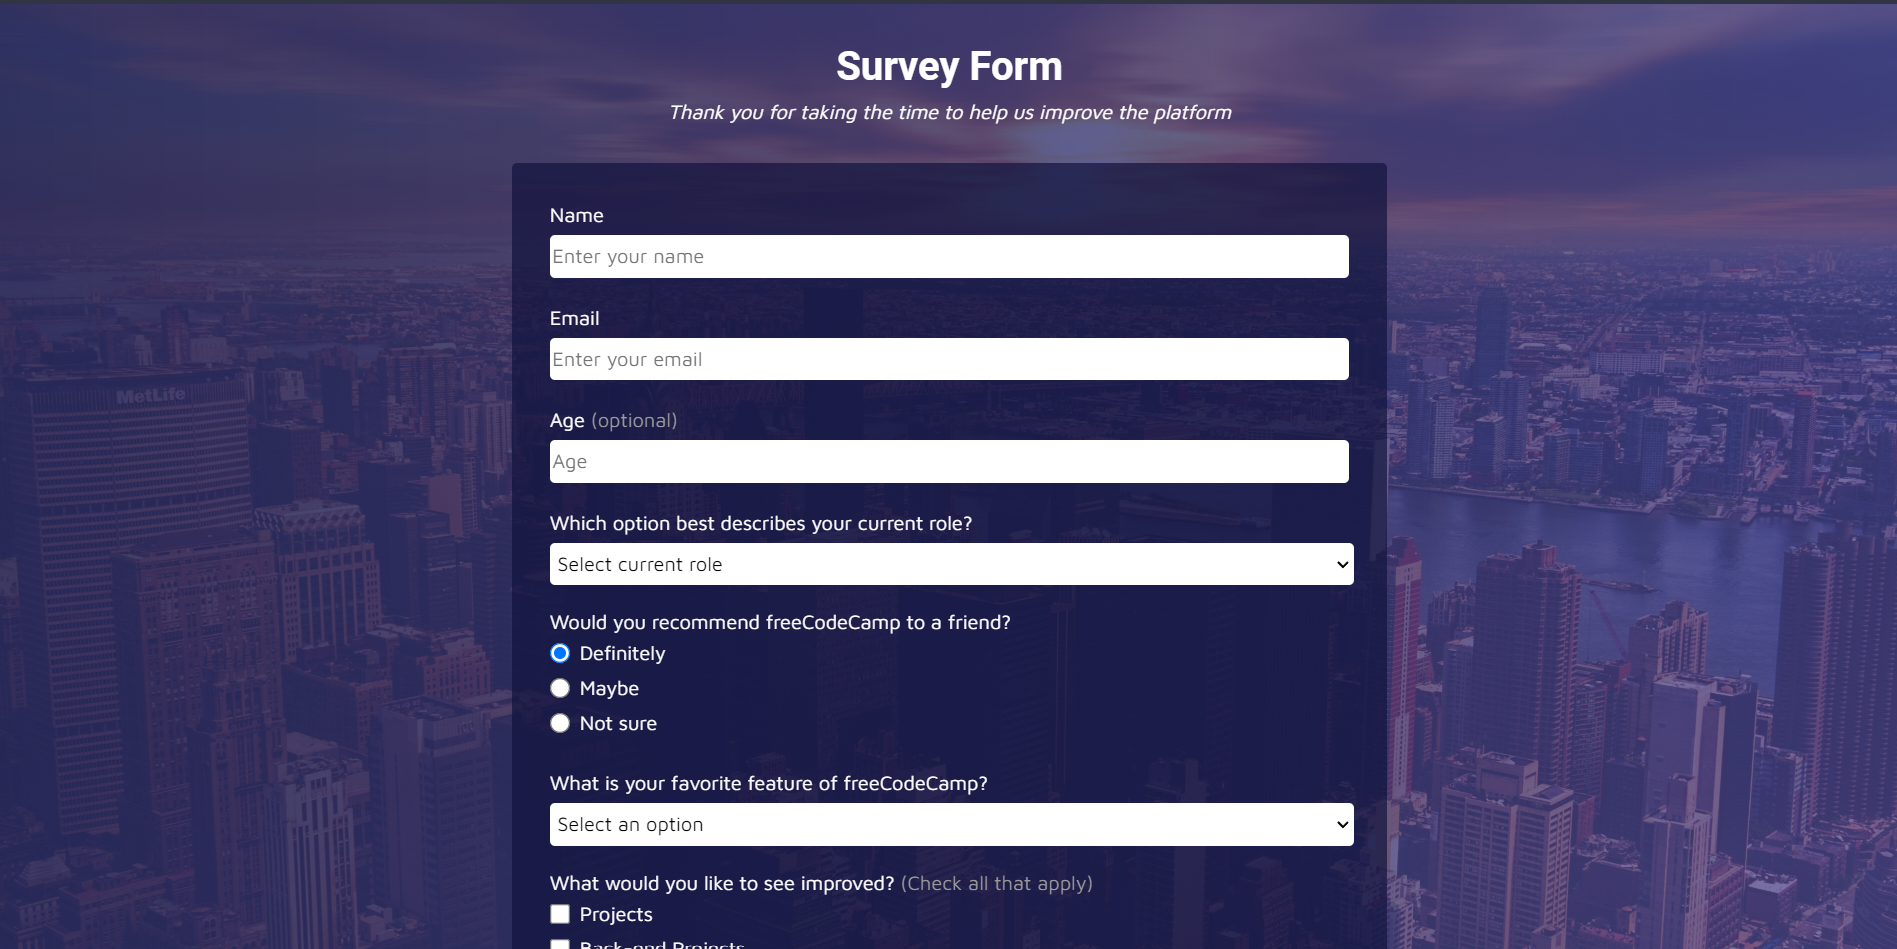 Survey Form
Thank you for taking the time to help us improve the platform
Name
Enter your name
Email
Enter your email
Age (optional)
Age
Which option best describes your current role?
Select current role
Would you recommend freeCodeCamp to a friend?
Definitely
Maybe
Not sure
What is your favorite feature of freeCodeCamp?
Select an option
What would you like to see improved? (Check all that apply)
Projects
Back-end Projects
MetLife